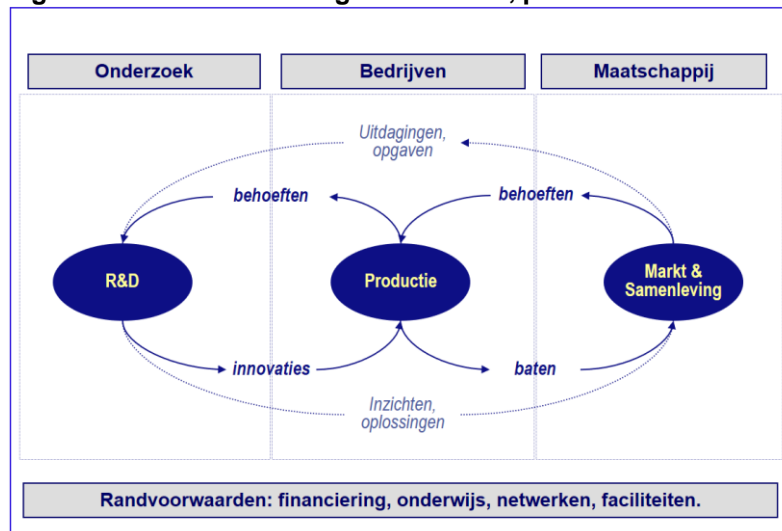 Onderzoek
Bedrijven
Maatschappij
Uitdagingen,
opgaven
behoeften
behoeften
R&D
Productie
Markt &
Samenleving
innovaties
baten
Inzichten,
oplossingen
Randvoorwaarden: financiering, onderwijs, netwerken, faciliteiten.